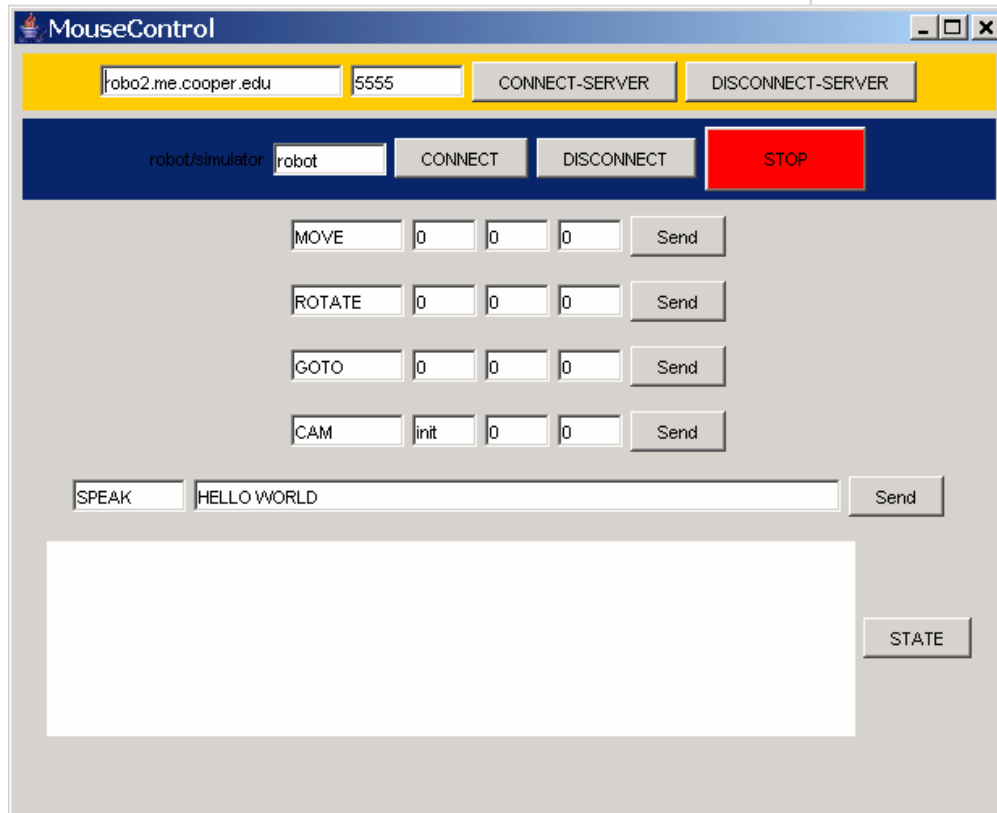 MouseControl
robo2.me.cooper.edu 5555 CONNECT-SERVER DISCONNECT-SERVER
robot/simulator robot CONNECT DISCONNECT STOP
MOVE 0 0 0 Send
ROTATE 0 0 0 Send
GOTO 0 0 0 Send
CAM init 0 0 Send
SPEAK HELLO WORLD Send
STATE